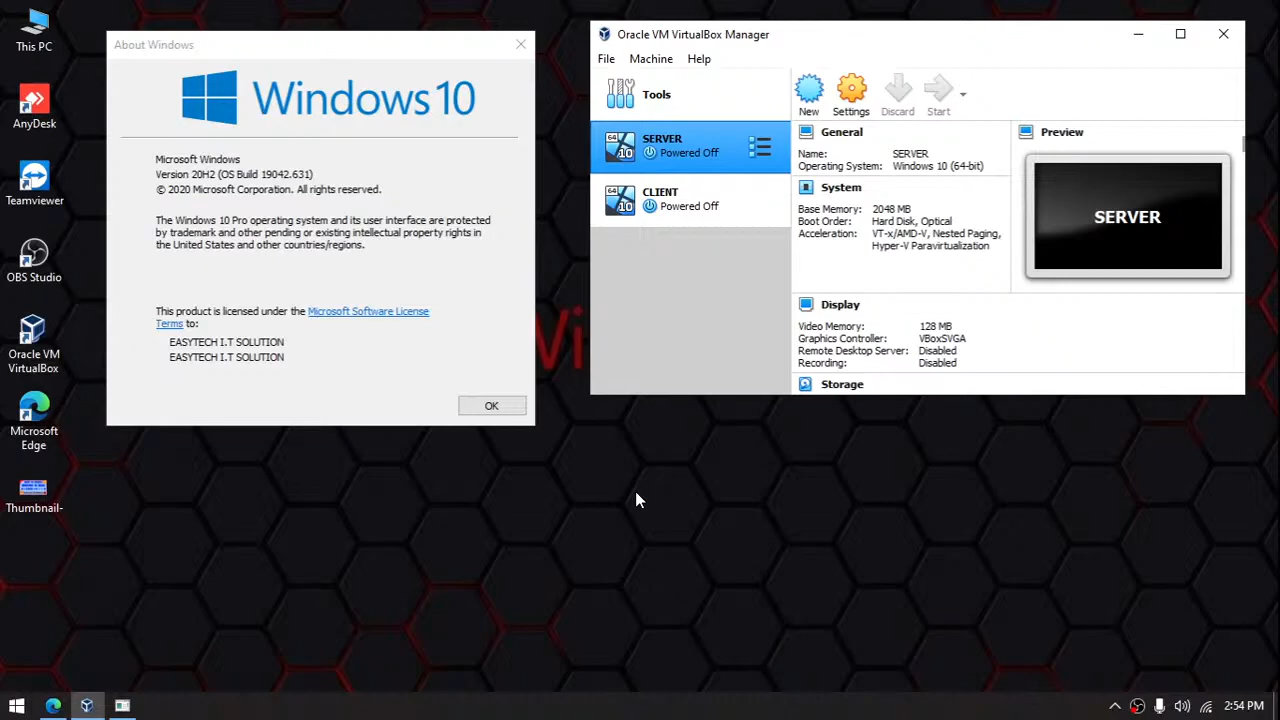 This PC
AnyDesk
Teamviewer
OBS Studio
Oracle VM
VirtualBox
Microsoft
Edge
Thumbnail-
About Windows
Windows 10
Microsoft Windows
Version 20H2 (OS Build 19042.631)
© 2020 Microsoft Corporation. All rights reserved.
The Windows 10 Pro operating system and its user interface are protected
by trademark and other pending or existing intellectual property rights in
the United States and other countries/regions.
This product is licensed under the Microsoft Software License
Terms to:
EASYTECH I.T SOLUTION
EASYTECH I.T SOLUTION
OK
Oracle VM VirtualBox Manager
File Machine Help
Tools
New Settings Discard Start
64
10
SERVER
Powered Off
64
10
CLIENT
Powered Off
General
Name: SERVER
Operating System: Windows 10 (64-bit)
System
Base Memory: 2048 MB
Boot Order: Hard Disk, Optical
Acceleration: VT-x/AMD-V, Nested Paging,
Hyper-V Paravirtualization
Preview
SERVER
Display
Video Memory: 128 MB
Graphics Controller: VBoxSVGA
Remote Desktop Server: Disabled
Recording: Disabled
Storage
2:54 PM